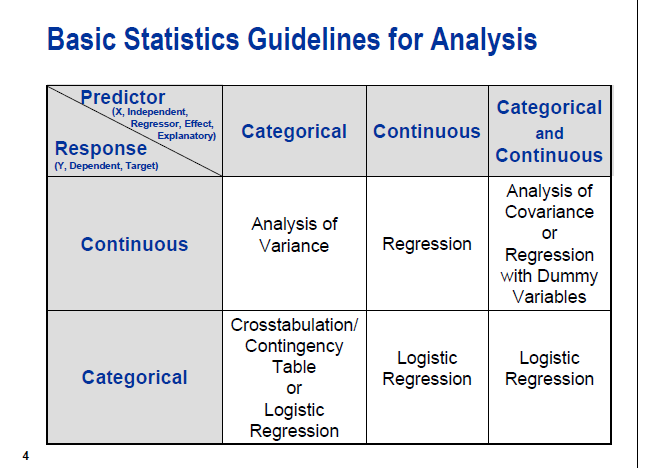 Basic Statistics Guidelines for Analysis
Predictor
(X, Independent,
Regressor, Effect,
Explanatory)
Response
(Y, Dependent, Target)
Categorical
Continuous
Categorical
and
Continuous
Continuous
Analysis of
Variance
Regression
Analysis of
Covariance
or
Regression
with Dummy
Variables
Categorical
Crosstabulation/
Contingency
Table
or
Logistic
Regression
Logistic
Regression
Logistic
Regression
4